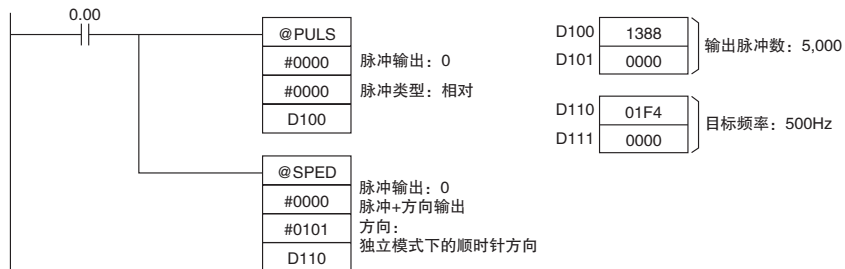 0.00
@PULS
#0000 脉冲输出：0
#0000 脉冲类型：相对
D100
D100 1388
D101 0000
输出脉冲数：5,000
D110 01F4
D111 0000
目标频率：500Hz
@SPED
#0000
#0101
D110
脉冲输出：0
脉冲+方向输出
方向：
独立模式下的顺时针方向